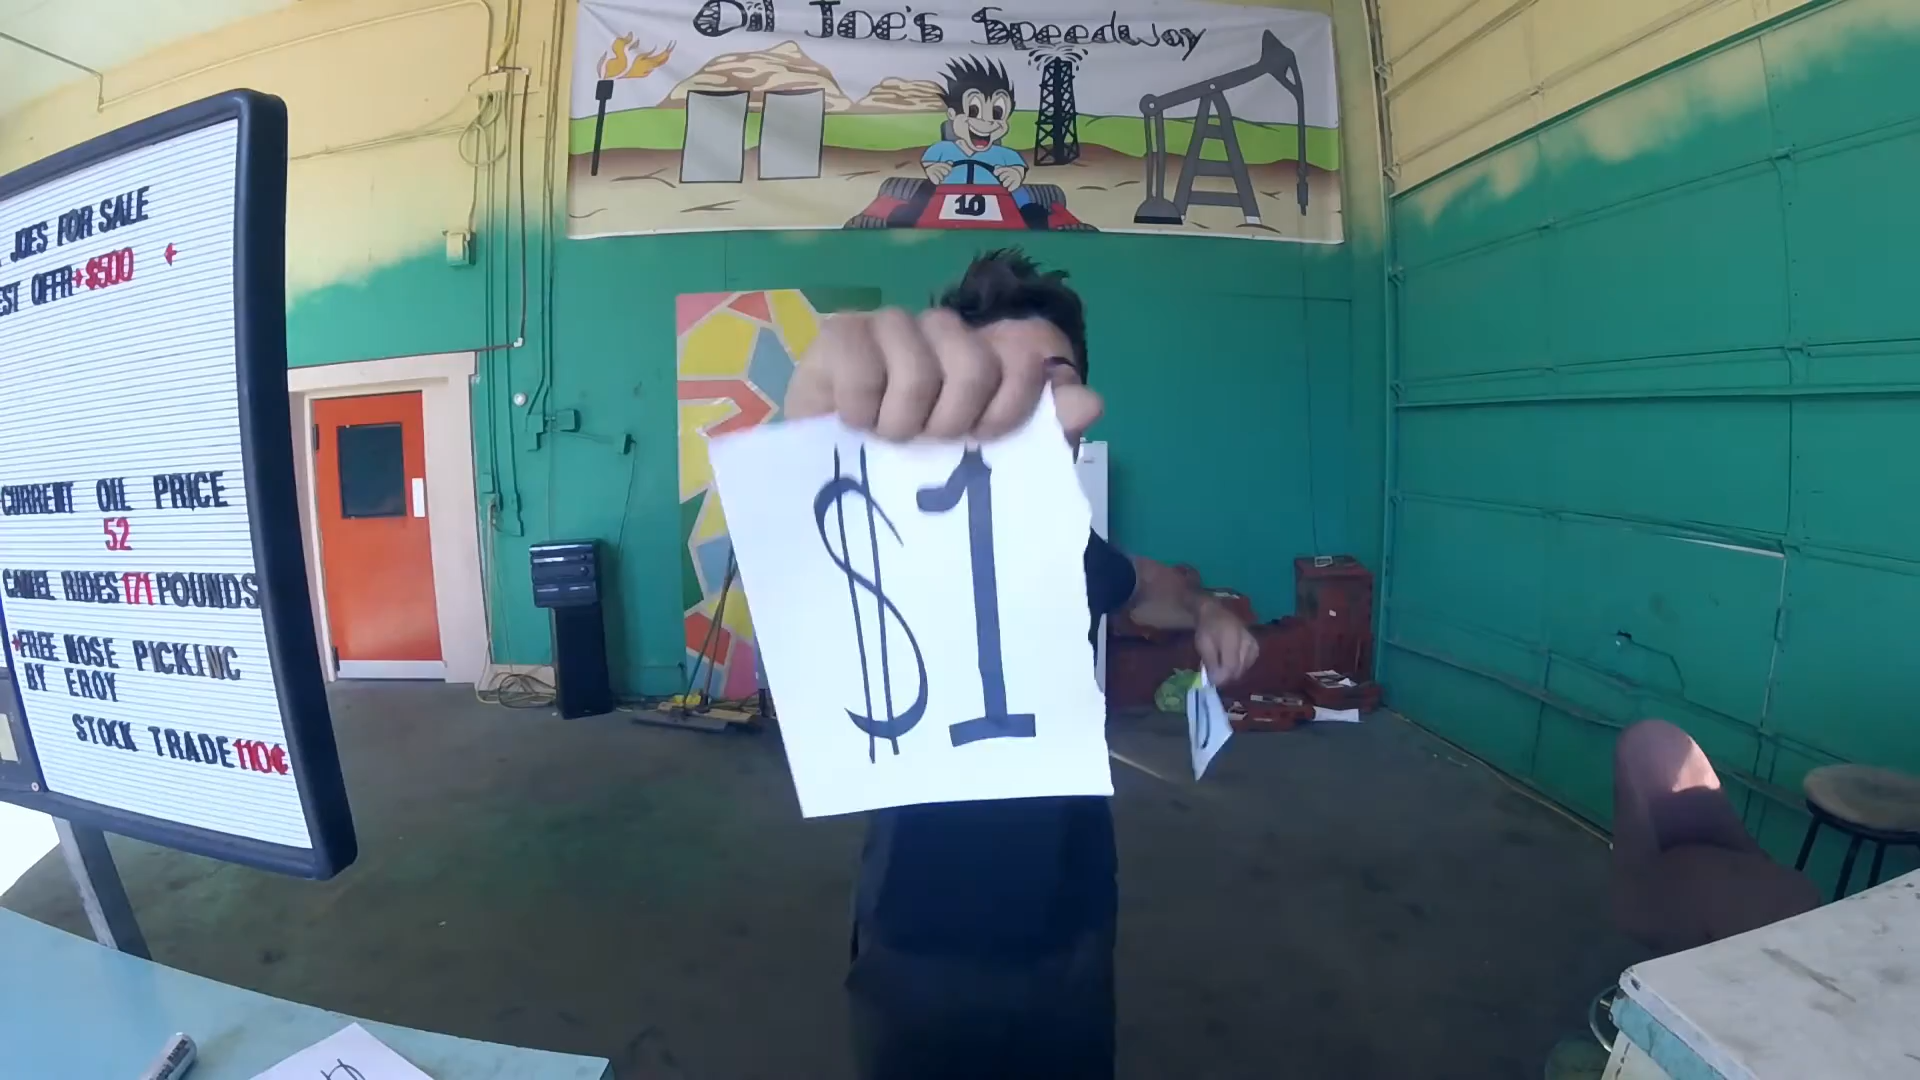 Oil Joe's Speedway
10
JOES FOR SALE
EST OFFR $500
CURRENT OIL PRICE
52
CAMEL RIDES 171 POUNDS
FREE NOSE PICKING
BY EROY
STOCK TRADE 110¢
$1